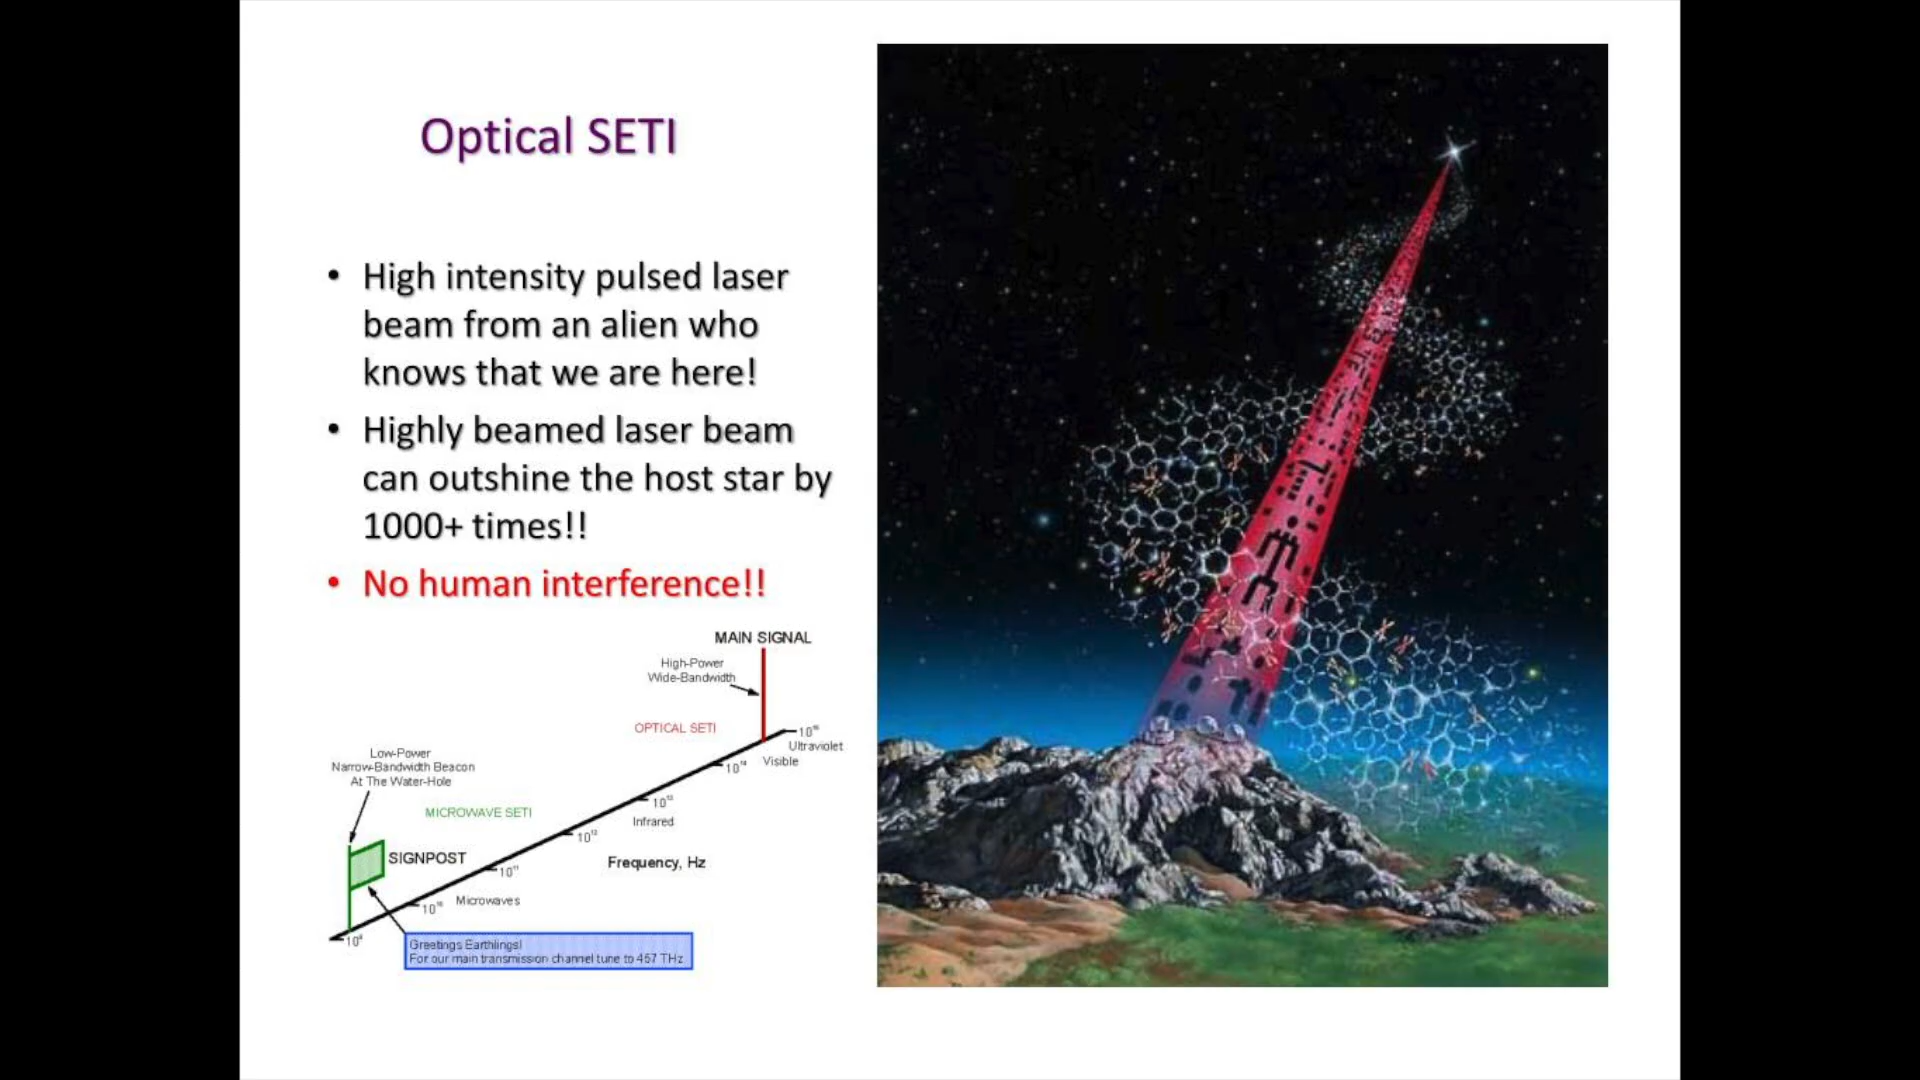 Optical SETI
• High intensity pulsed laser
beam from an alien who
knows that we are here!
• Highly beamed laser beam
can outshine the host star by
1000+ times!!
• No human interference!!
MAIN SIGNAL
High-Power
Wide-Bandwidth
OPTICAL SETI
Ultraviolet
Visible
Low-Power
Narrow-Bandwidth Beacon
At The Water-Hole
MICROWAVE SETI
Infrared
SIGNPOST
Frequency, Hz
Microwaves
Greetings Earthlings!
For our main transmission channel tune to 457 THz